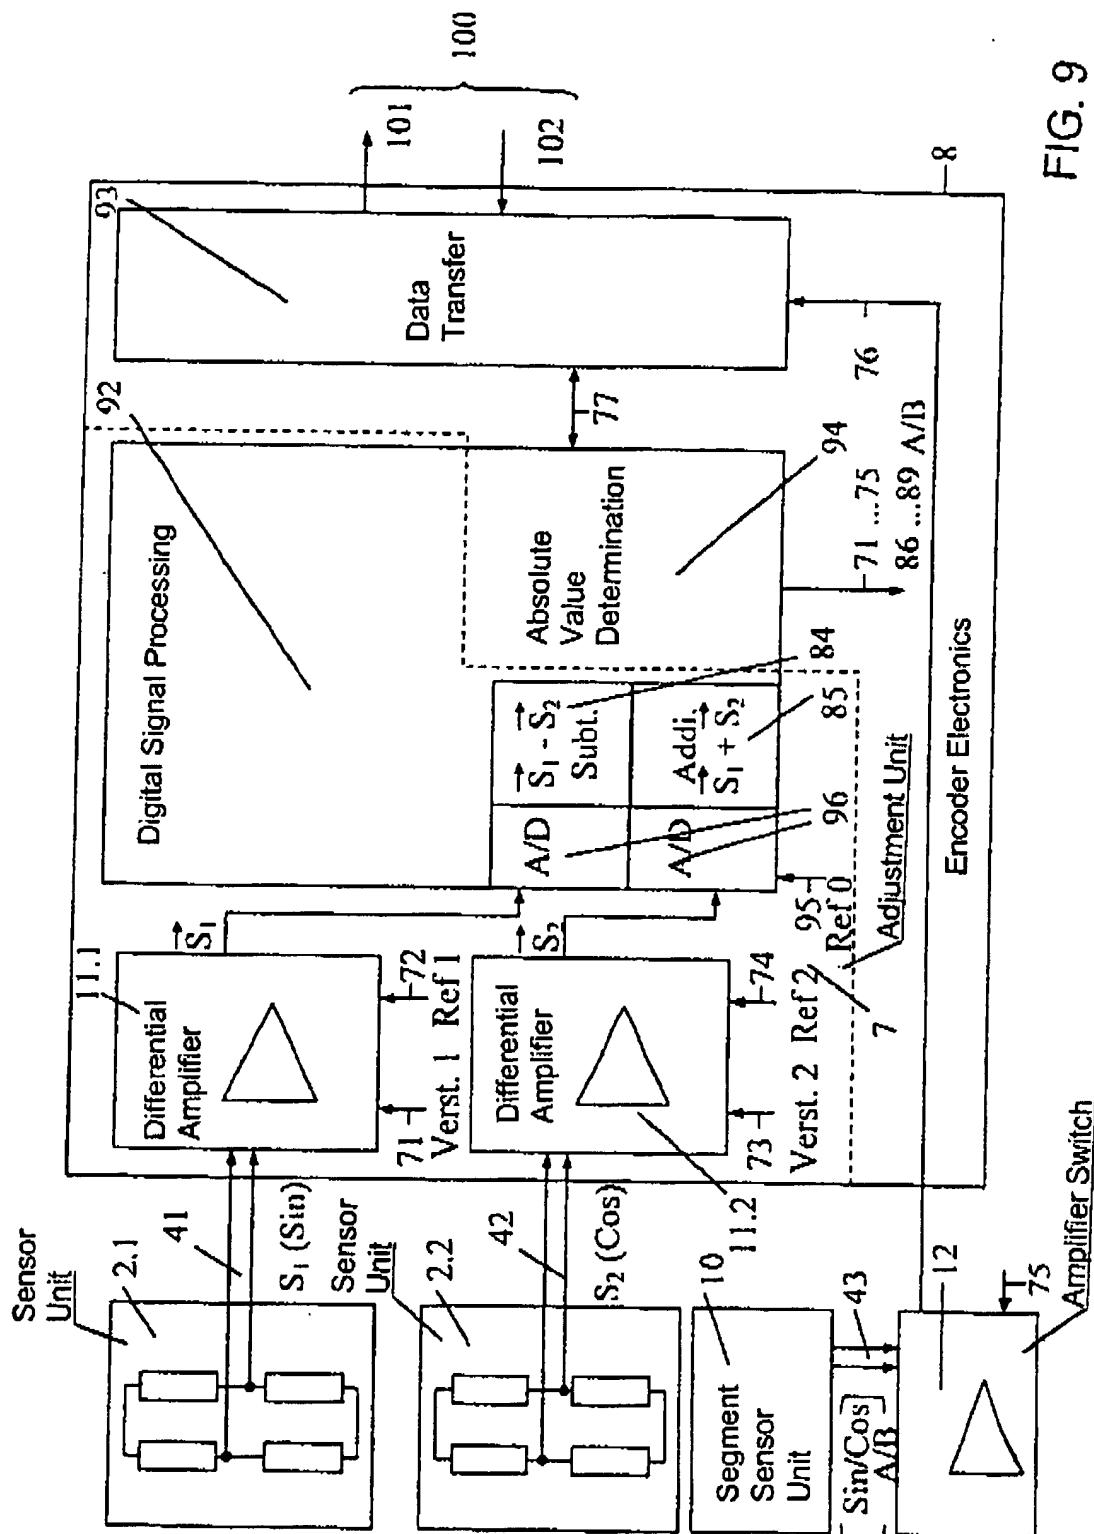 Sensor
Unit
2.1
41
S₁ (Sin)
Sensor
Unit
2.2
42
S₂ (Cos)
10
Segment
Sensor
Unit
43
[Sin/Cos]
[A/B]
12
75
Amplifier Switch
11.1
Differential
Amplifier
71
72
Verst. 1 Ref 1
S₁
Differential
Amplifier
11.2
73
74
Verst. 2 Ref 2
S₂
7
95
Ref 0
Adjustment Unit
Digital Signal Processing
92
A/D
A/D
96
S₁ - S₂
Subt.
84
Addi.
S₁ + S₂
85
Absolute
Value
Determination
94
71 ...75
86 ...89 A/B
77
76
Data
Transfer
93
101
102
100
Encoder Electronics
8
FIG. 9